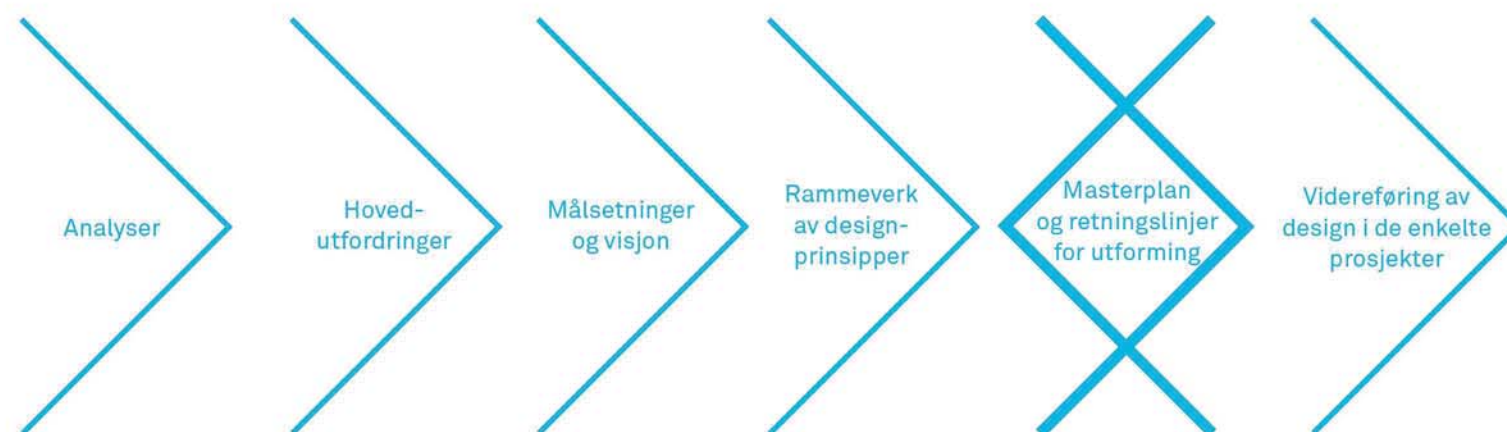 Analyser
Hoved-
utfordringer
Målsetninger
og visjon
Rammeverk
av design-
prinsipper
Masterplan
og retningslinjer
for utforming
Videreføring av
design i de enkelte
prosjekter